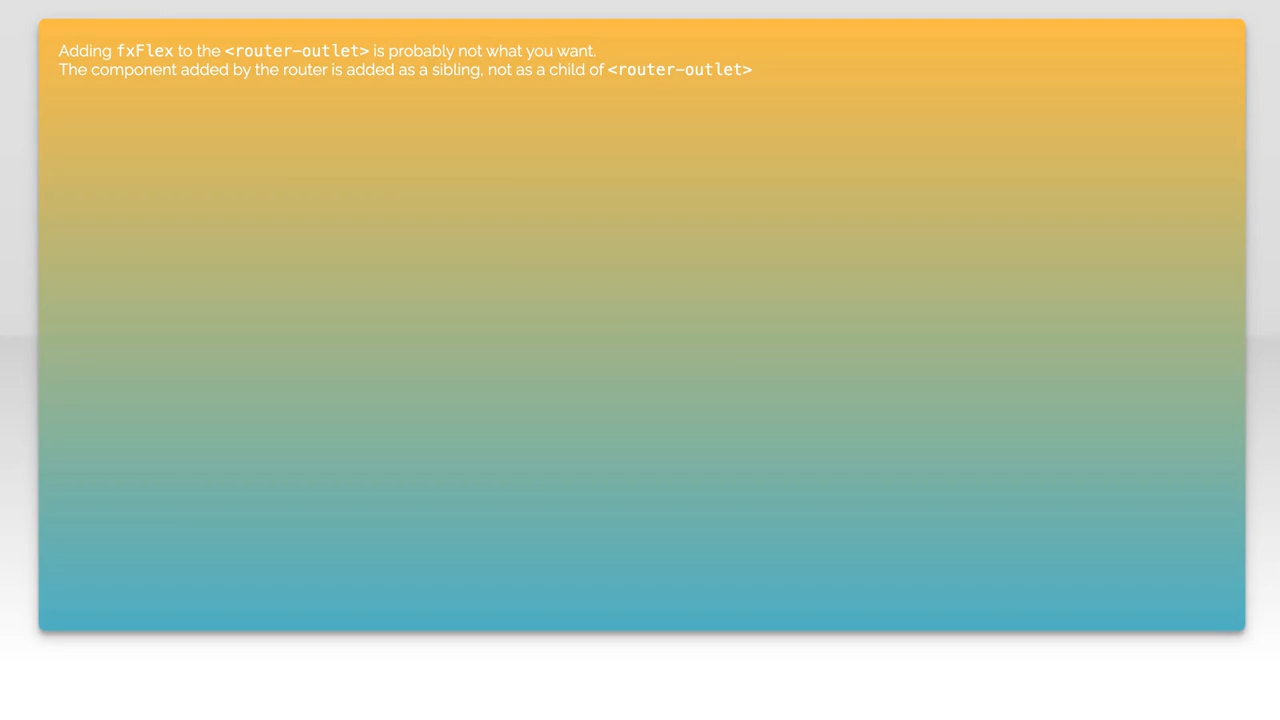 Adding fxFlex to the <router-outlet> is probably not what you want.
The component added by the router is added as a sibling, not as a child of <router-outlet>